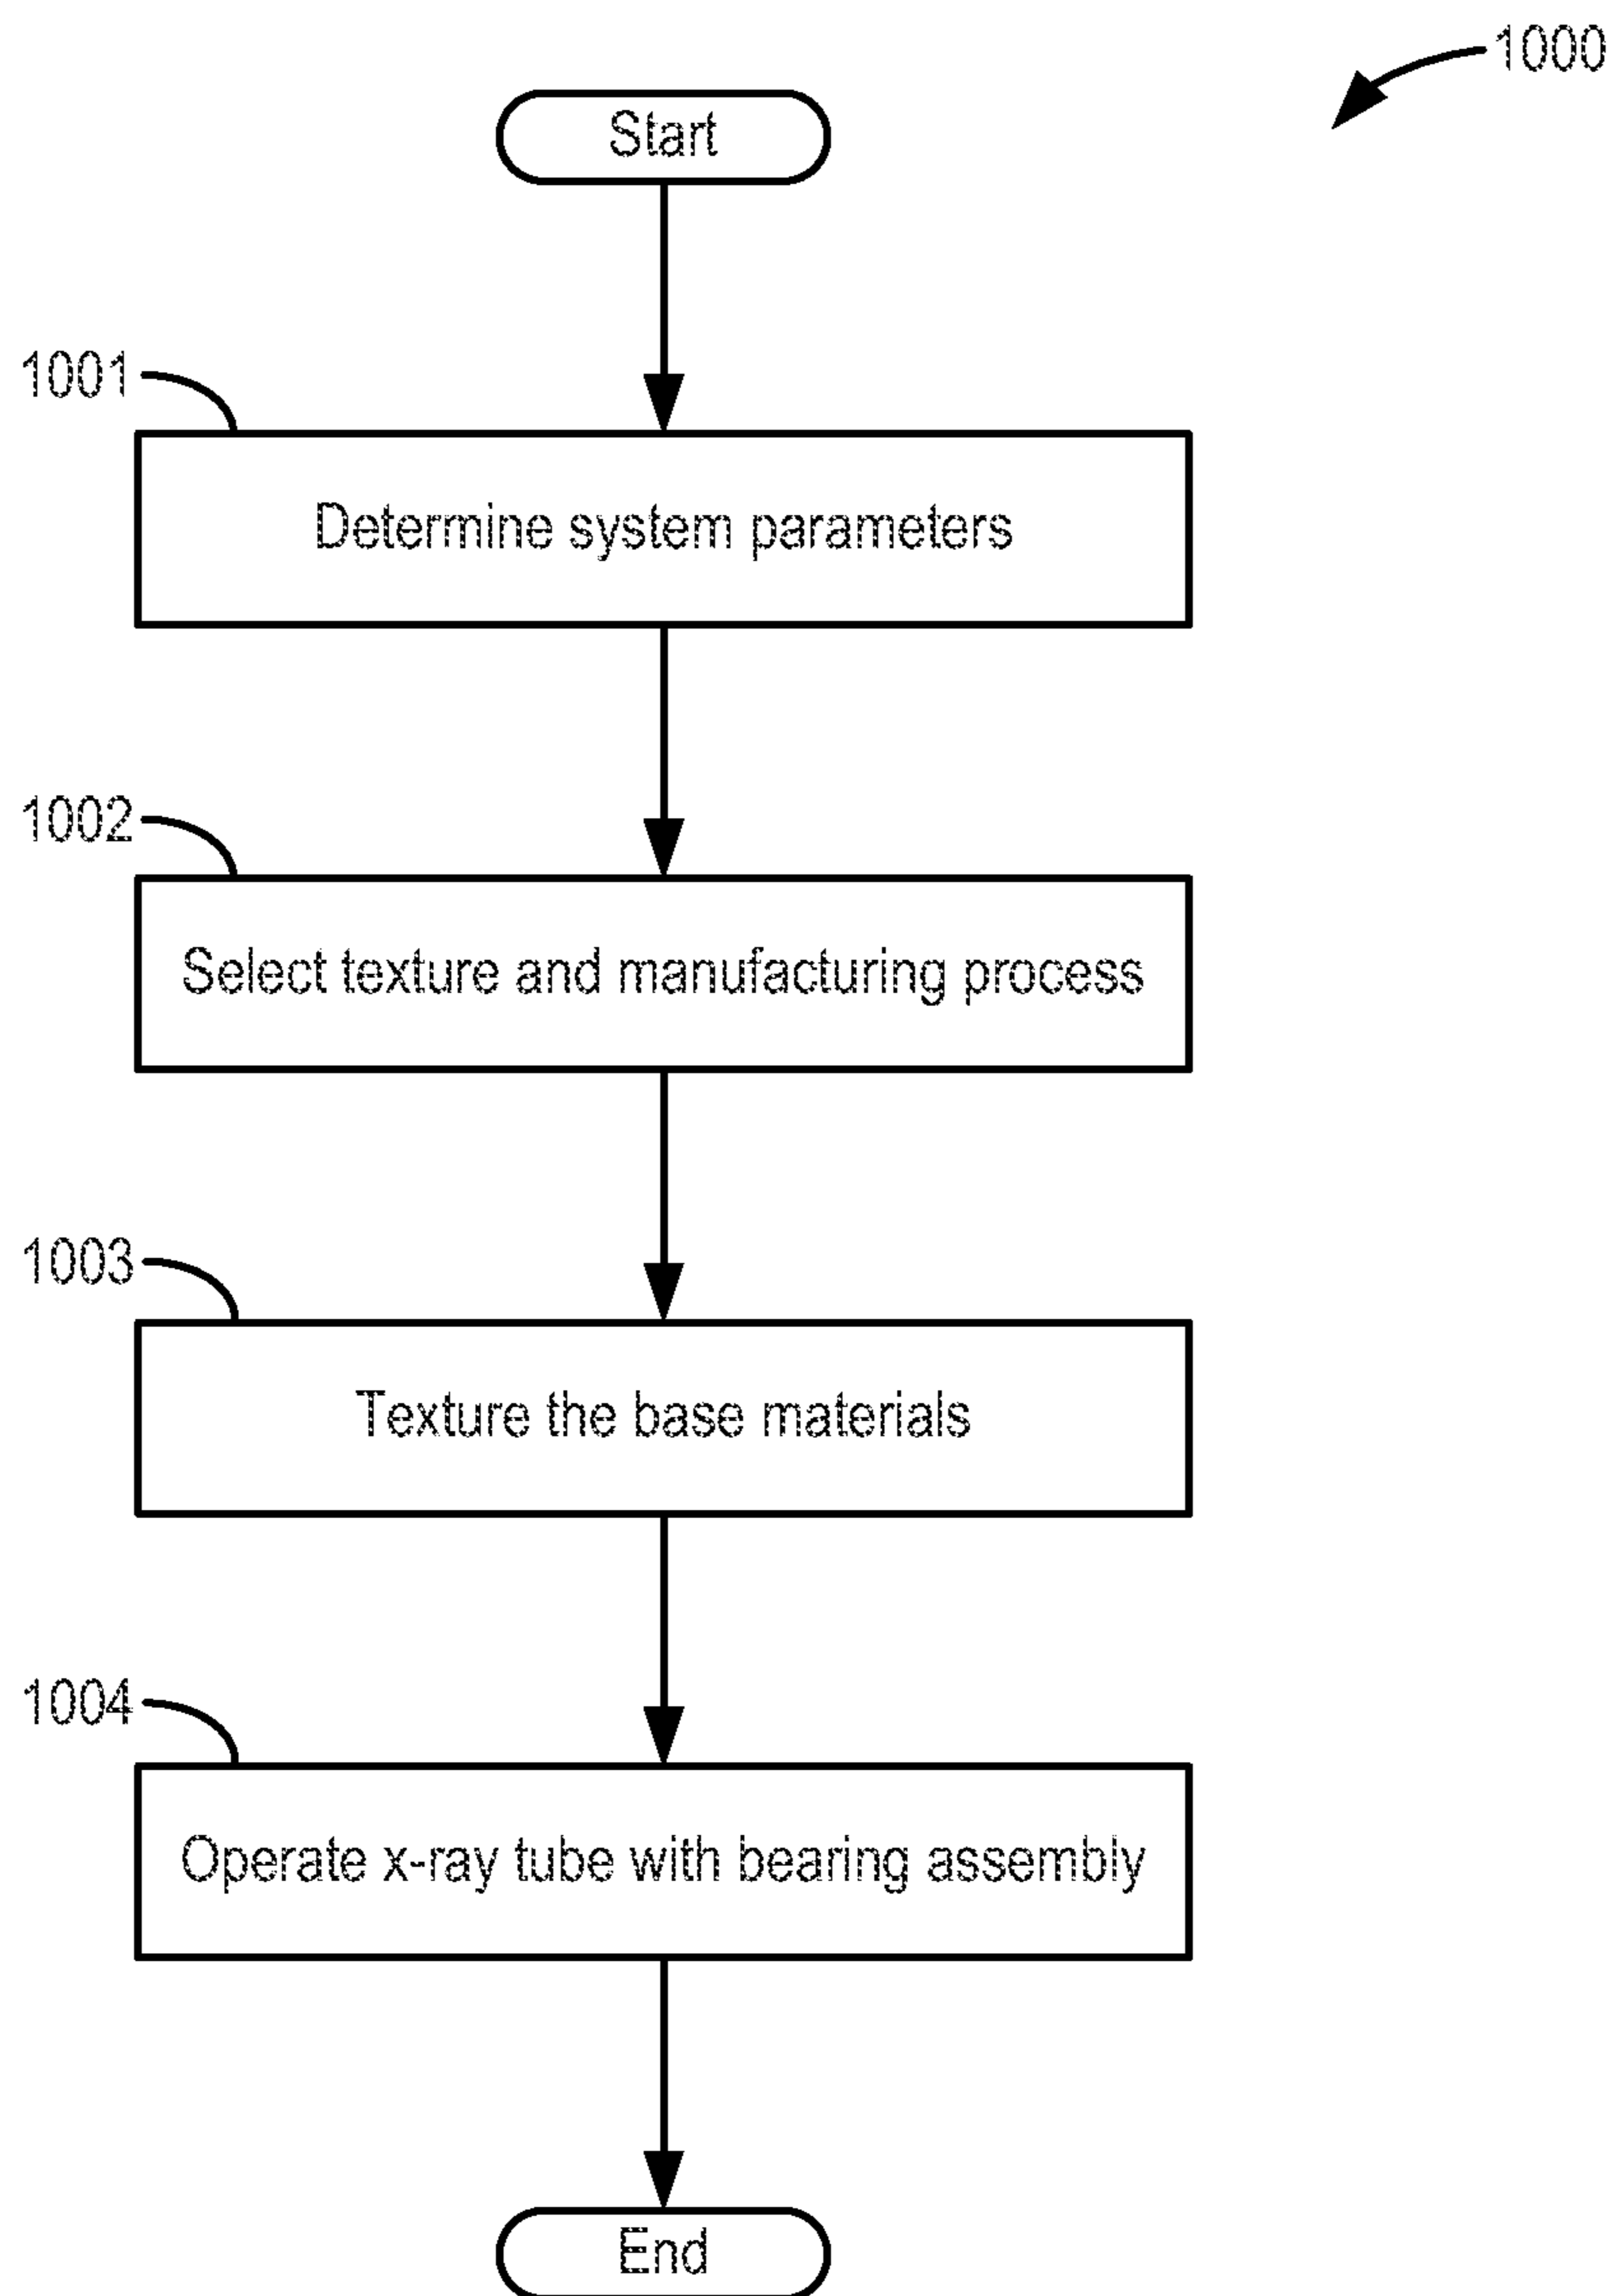 1000
Start
1001
Determine system parameters
1002
Select texture and manufacturing process
1003
Texture the base materials
1004
Operate x-ray tube with bearing assembly
End